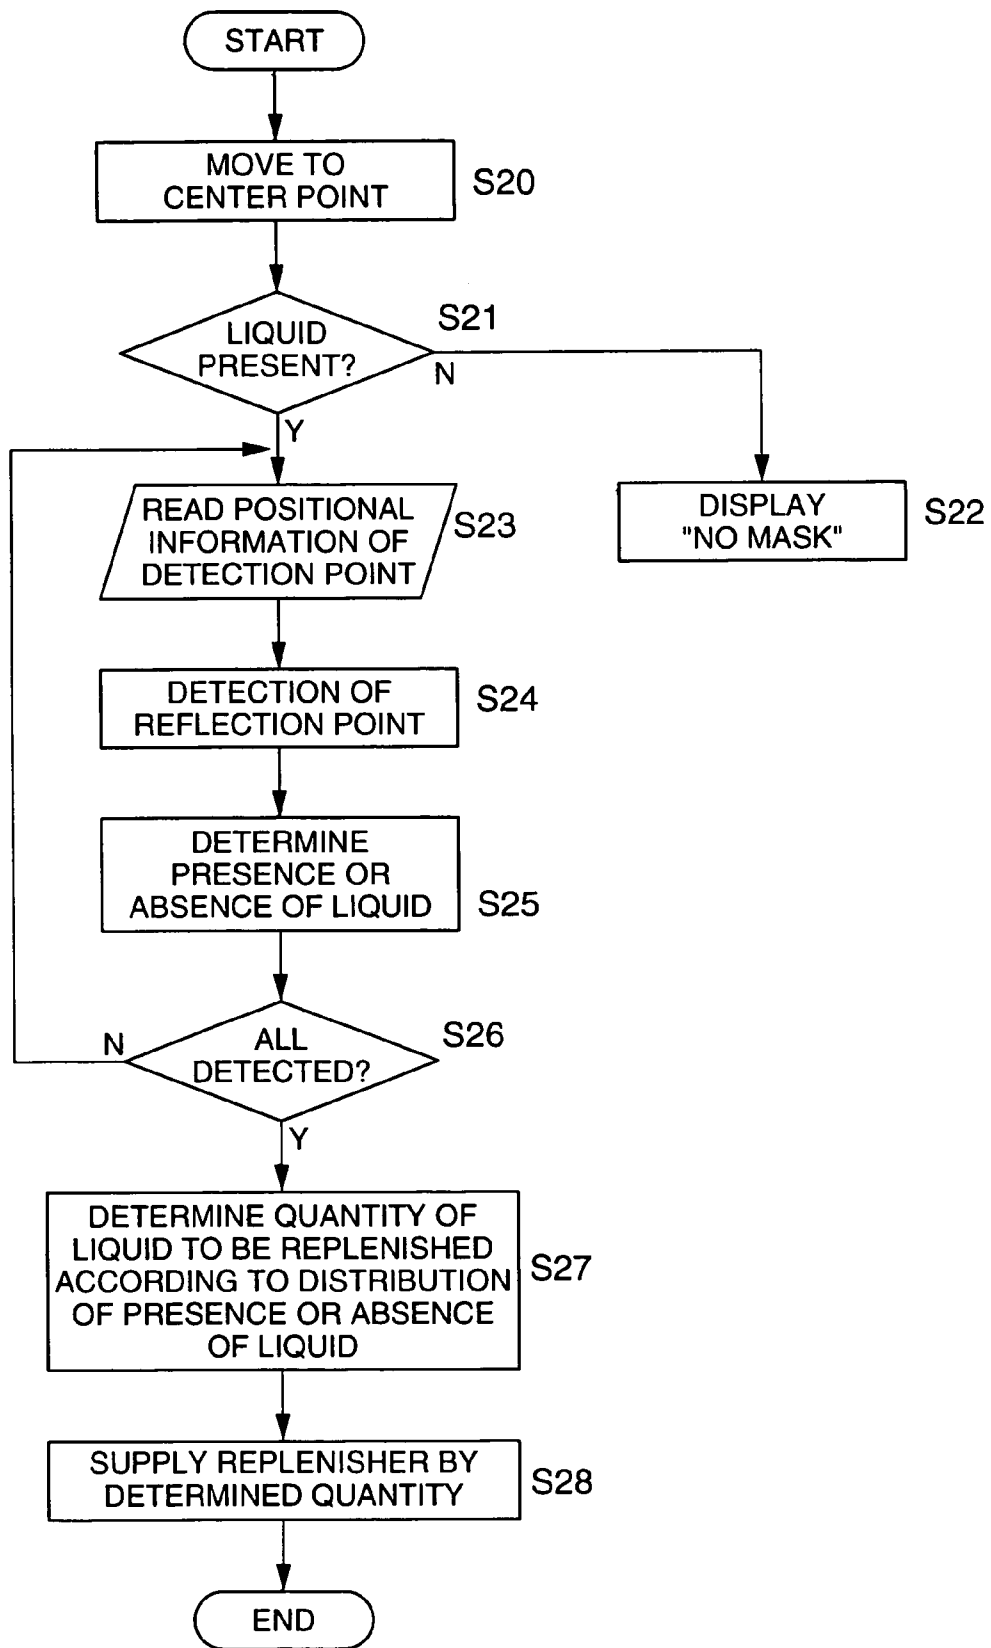 START
MOVE TO
CENTER POINT
S20
LIQUID
PRESENT?
S21
N
Y
READ POSITIONAL
INFORMATION OF
DETECTION POINT
S23
DISPLAY
"NO MASK"
S22
DETECTION OF
REFLECTION POINT
S24
DETERMINE
PRESENCE OR
ABSENCE OF LIQUID
S25
ALL
DETECTED?
S26
N
Y
DETERMINE QUANTITY OF
LIQUID TO BE REPLENISHED
ACCORDING TO DISTRIBUTION
OF PRESENCE OR ABSENCE
OF LIQUID
S27
SUPPLY REPLENISHER BY
DETERMINED QUANTITY
S28
END